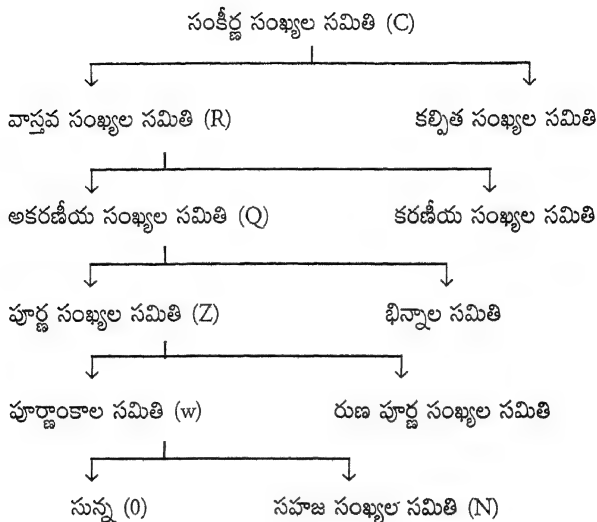 సంకీర్ణ సంఖ్యల సమితి (C)
వాస్తవ సంఖ్యల సమితి (R) కల్పిత సంఖ్యల సమితి
అకరణీయ సంఖ్యల సమితి (Q) కరణీయ సంఖ్యల సమితి
పూర్ణ సంఖ్యల సమితి (Z) భిన్నాల సమితి
పూర్ణాంకాల సమితి (w) రుణ పూర్ణ సంఖ్యల సమితి
సున్న (0) సహజ సంఖ్యల సమితి (N)